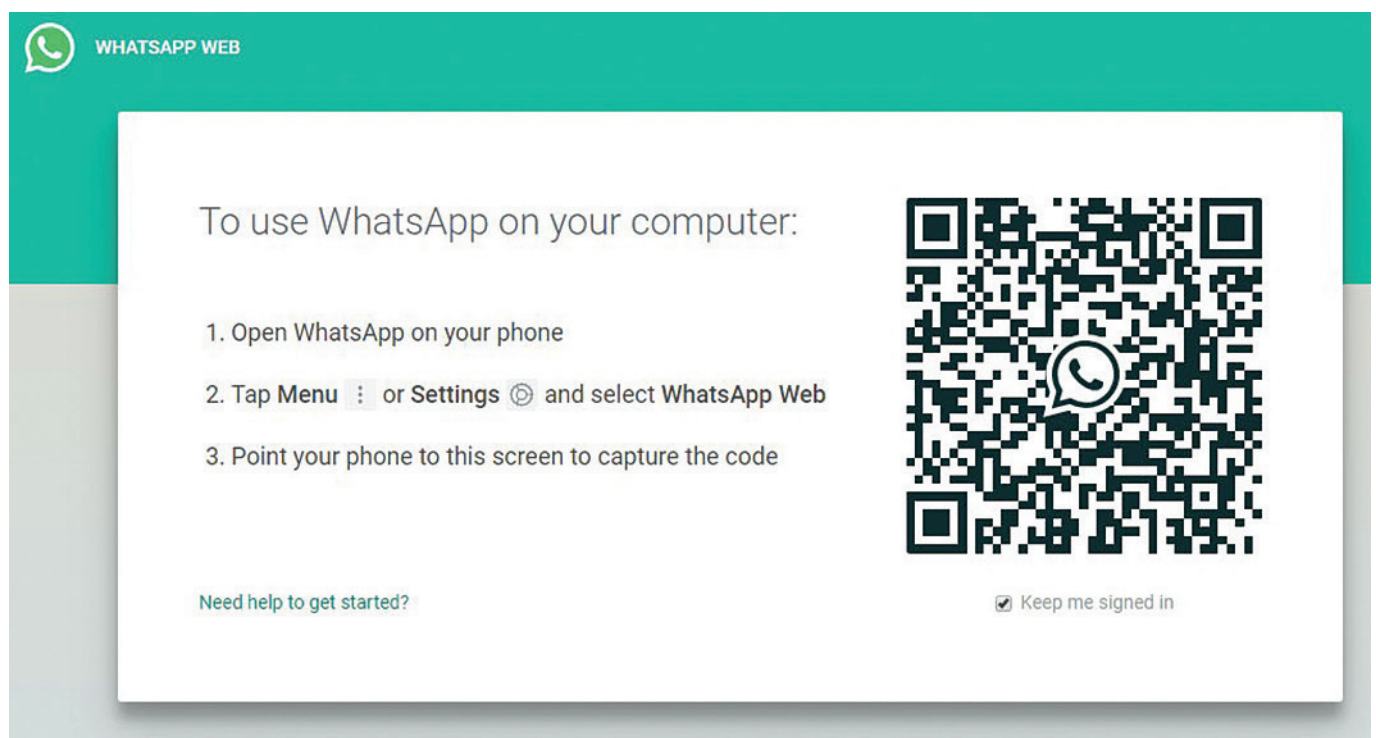 WHATSAPP WEB
To use WhatsApp on your computer:
1. Open WhatsApp on your phone
2. Tap Menu or Settings and select WhatsApp Web
3. Point your phone to this screen to capture the code
Need help to get started?
Keep me signed in